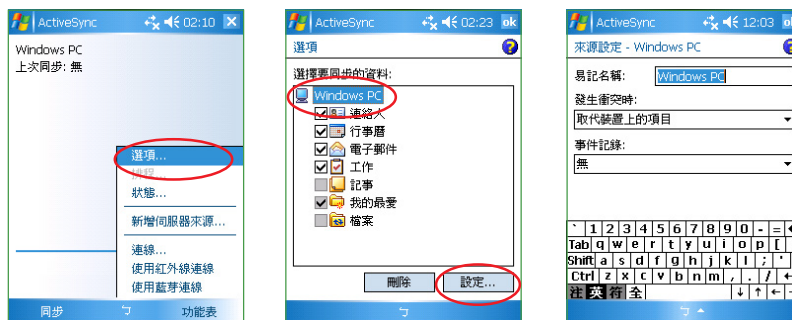 ActiveSync 02:10
Windows PC
上次同步: 無
選項...
排程...
狀態...
新增伺服器來源...
連線...
使用紅外線連線
使用藍芽連線
同步 功能表
ActiveSync 02:23 ok
選項
選擇要同步的資料:
Windows PC
連絡人
行事曆
電子郵件
工作
記事
我的最愛
檔案
刪除 設定...
ActiveSync 12:03 ok
來源設定 - Windows PC
易記名稱: Windows PC
發生衝突時:
取代裝置上的項目
事件記錄:
無
` 1 2 3 4 5 6 7 8 9 0 - =
Tab q w e r t y u i o p [
Shift a s d f g h j k l ; '
Ctrl z x c v b n m , . /
注 英 符 全 ↓ ↑ ←